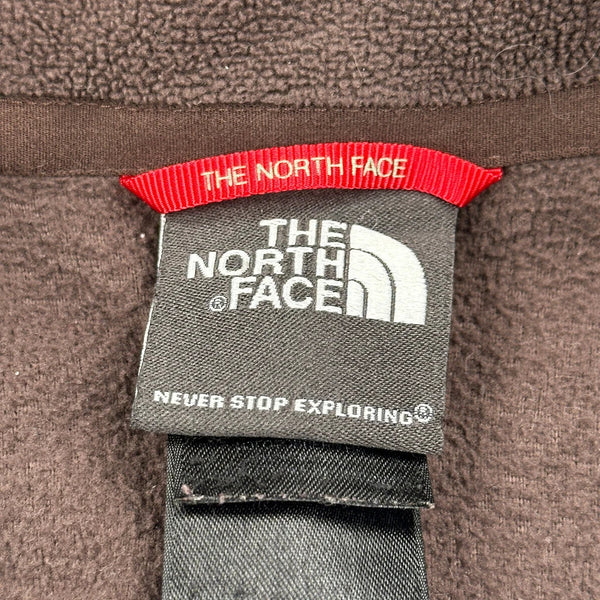 THE NORTH FACE
THE
NORTH
® FACE
NEVER STOP EXPLORING®